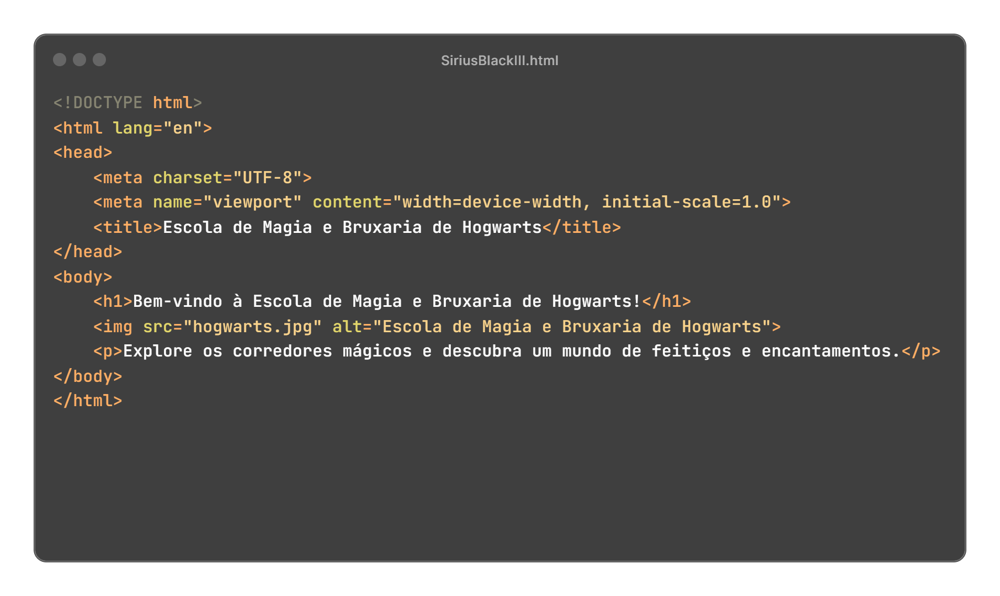 SiriusBlackIII.html
<!DOCTYPE html>
<html lang="en">
<head>
    <meta charset="UTF-8">
    <meta name="viewport" content="width=device-width, initial-scale=1.0">
    <title>Escola de Magia e Bruxaria de Hogwarts</title>
</head>
<body>
    <h1>Bem-vindo à Escola de Magia e Bruxaria de Hogwarts!</h1>
    <img src="hogwarts.jpg" alt="Escola de Magia e Bruxaria de Hogwarts">
    <p>Explore os corredores mágicos e descubra um mundo de feitiços e encantamentos.</p>
</body>
</html>